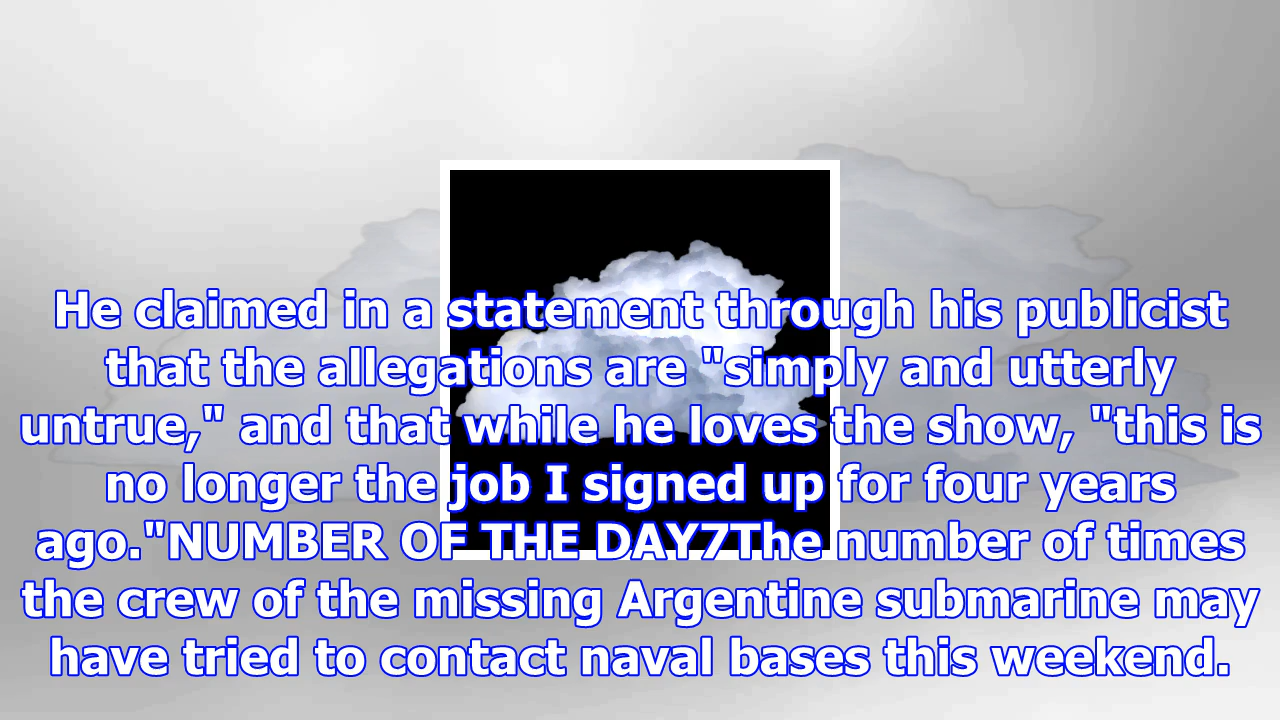 He claimed in a statement through his publicist
that the allegations are "simply and utterly
untrue," and that while he loves the show, "this is
no longer the job I signed up for four years
ago."NUMBER OF THE DAY7The number of times
the crew of the missing Argentine submarine may
have tried to contact naval bases this weekend.